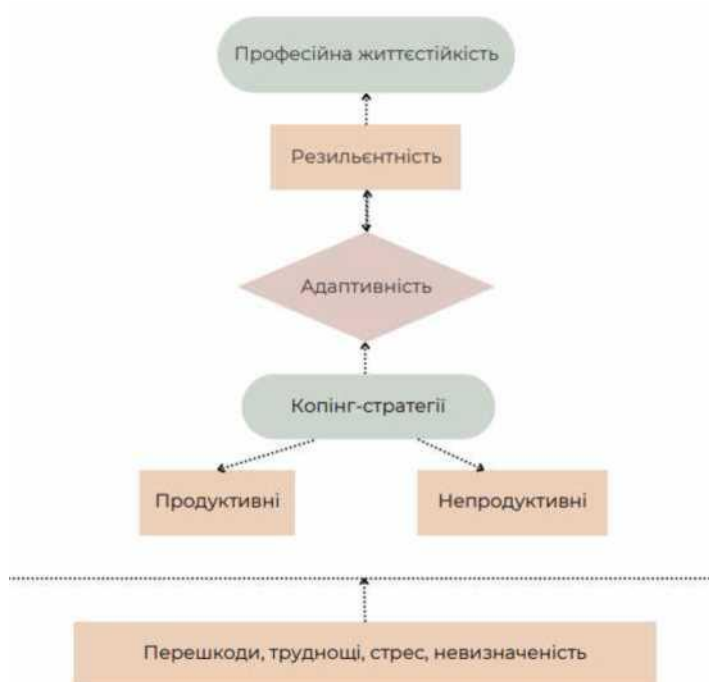 Професійна життєстійкість
Резильєнтність
Адаптивність
Копінг-стратегії
Продуктивні
Непродуктивні
Перешкоди, труднощі, стрес, невизначеність